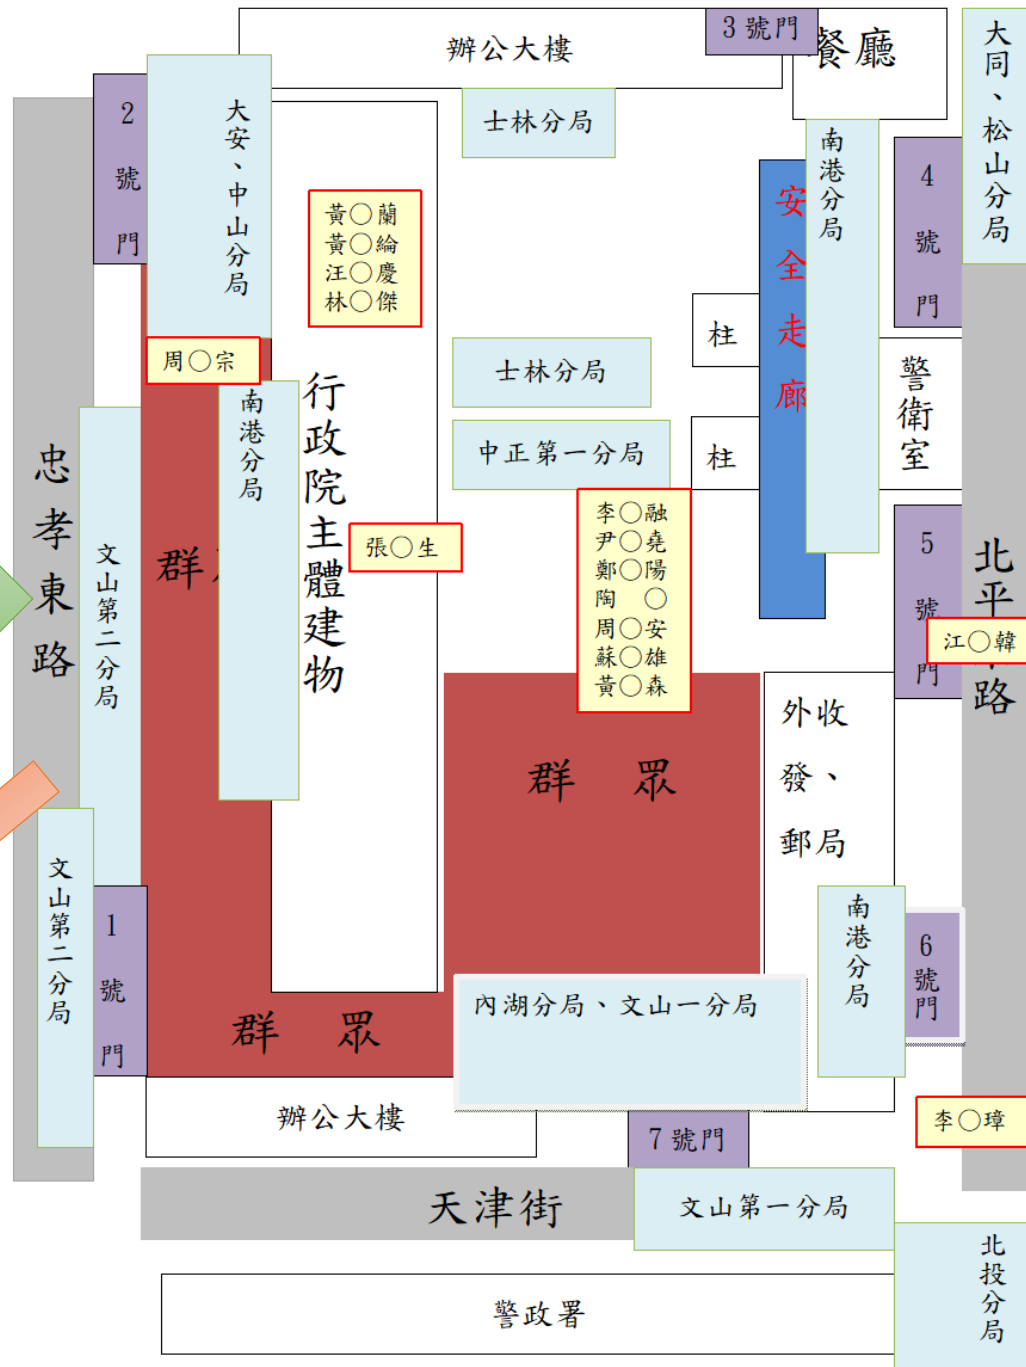 3號門
辦公大樓
餐廳
大同、松山分局
2號門
大安、中山分局
士林分局
南港分局
4號門
安全走廊
黃○蘭
黃○綸
汪○慶
林○傑
柱
周○宗
士林分局
警衛室
南港分局
行政院主體建物
中正第一分局
柱
忠孝東路
文山第二分局
群
張○生
李○融
尹○堯
鄭○陽
陶 ○
周○安
蘇○雄
黃○森
5號門
北平
路
江○韓
群 眾
外收
發、
郵局
文山第二分局
1號門
南港分局
6號門
群 眾
內湖分局、文山一分局
辦公大樓
7號門
李○璋
天津街
文山第一分局
北投分局
警政署